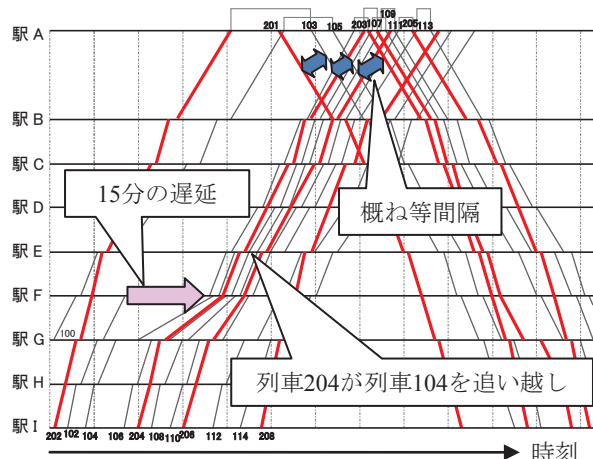 109
201 103 105 203 107 111 205 113
駅 A
駅 B
駅 C
15分の遅延
概ね等間隔
駅 D
駅 E
駅 F
100
駅 G
列車204が列車104を追い越し
駅 H
駅 I
202 102 104 106 204 108 110 206 112 114 208
時刻